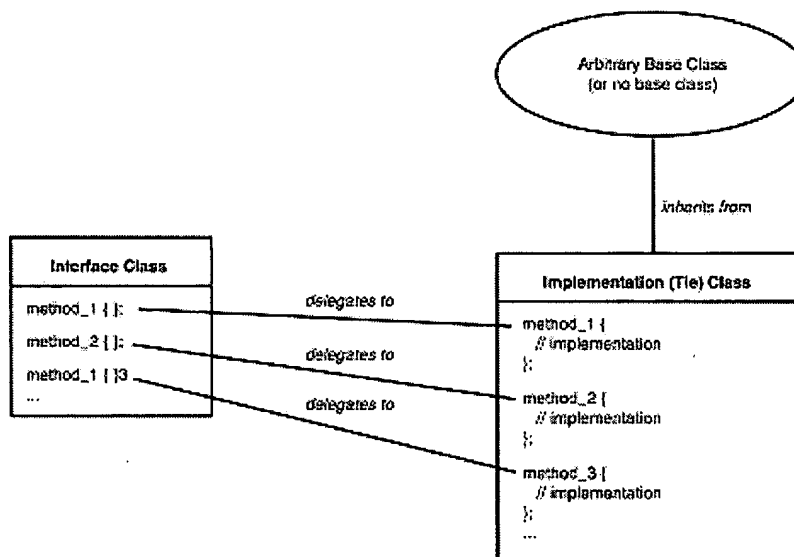 Arbitrary Base Class
(or no base class)
inherits from
Interface Class
method_1 { };
method_2 { };
method_1 { }3
...
delegates to
delegates to
delegates to
Implementation (Tie) Class
method_1 {
// implementation
};
method_2 {
// implementation
};
method_3 {
// implementation
};
...